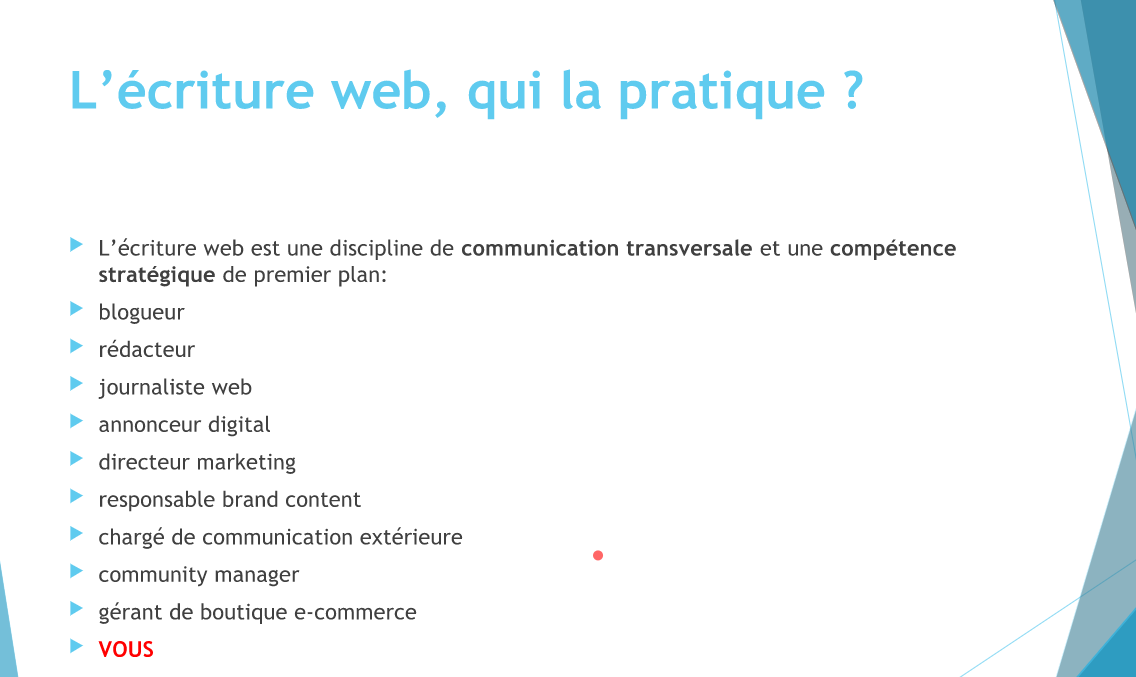 L’écriture web, qui la pratique ?
L’écriture web est une discipline de communication transversale et une compétence
stratégique de premier plan:
blogueur
rédacteur
journaliste web
annonceur digital
directeur marketing
responsable brand content
chargé de communication extérieure
community manager
gérant de boutique e-commerce
VOUS